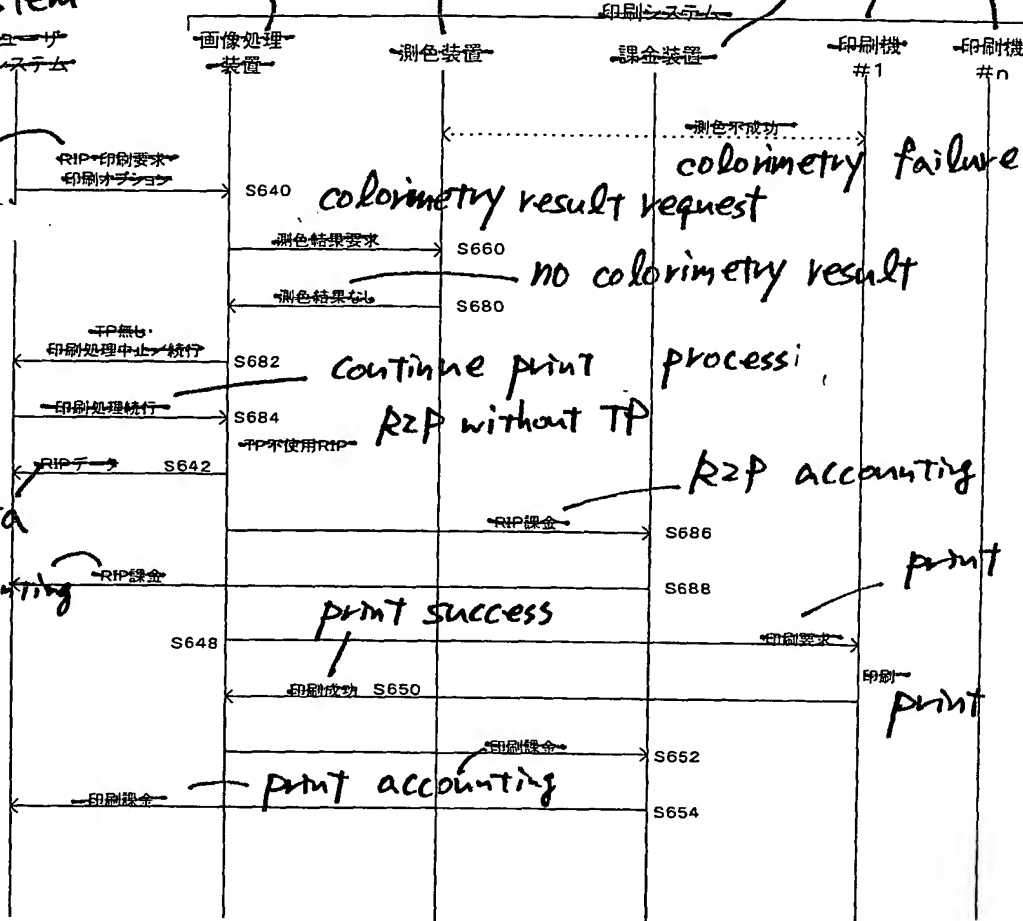 stem
印刷システム
ユーザ
システム
画像処理
装置
測色装置
課金装置
印刷機
#1
印刷機
#n
測色不成功
colorimetry failure
RIP・印刷要求
印刷オプション
S640
colorimetry result request
測色結果要求
S660
no colorimetry result
測色結果なし
S680
TP無し
印刷処理中止/続行
S682
continue print processi
印刷処理続行
S684
TP不使用RIP
RIP without TP
RIPデータ
S642
RIP accounting
RIP課金
S686
RIP課金
S688
nting
print
print success
S648
印刷要求
印刷
print
印刷成功
S650
印刷課金
S652
print accounting
印刷課金
S654